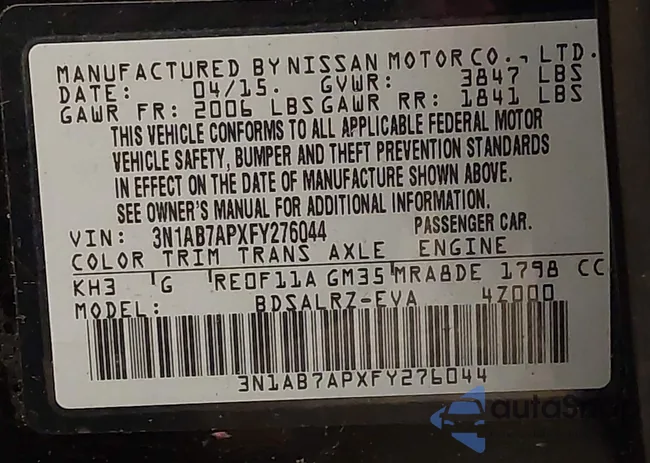 MANUFACTURED BY NISSAN MOTOR CO., LTD.
DATE: 04/15. GVWR: 3847 LBS
GAWR FR: 2006 LBS GAWR RR: 1841 LBS
THIS VEHICLE CONFORMS TO ALL APPLICABLE FEDERAL MOTOR
VEHICLE SAFETY, BUMPER AND THEFT PREVENTION STANDARDS
IN EFFECT ON THE DATE OF MANUFACTURE SHOWN ABOVE.
SEE OWNER'S MANUAL FOR ADDITIONAL INFORMATION.
VIN: 3N1AB7APXFY276044 PASSENGER CAR.
COLOR TRIM TRANS AXLE ENGINE
KH3 G RE0F11A GM35 MRA8DE 1798 CC
MODEL: BDSALRZ-EVA 4Z000
3N1AB7APXFY276044